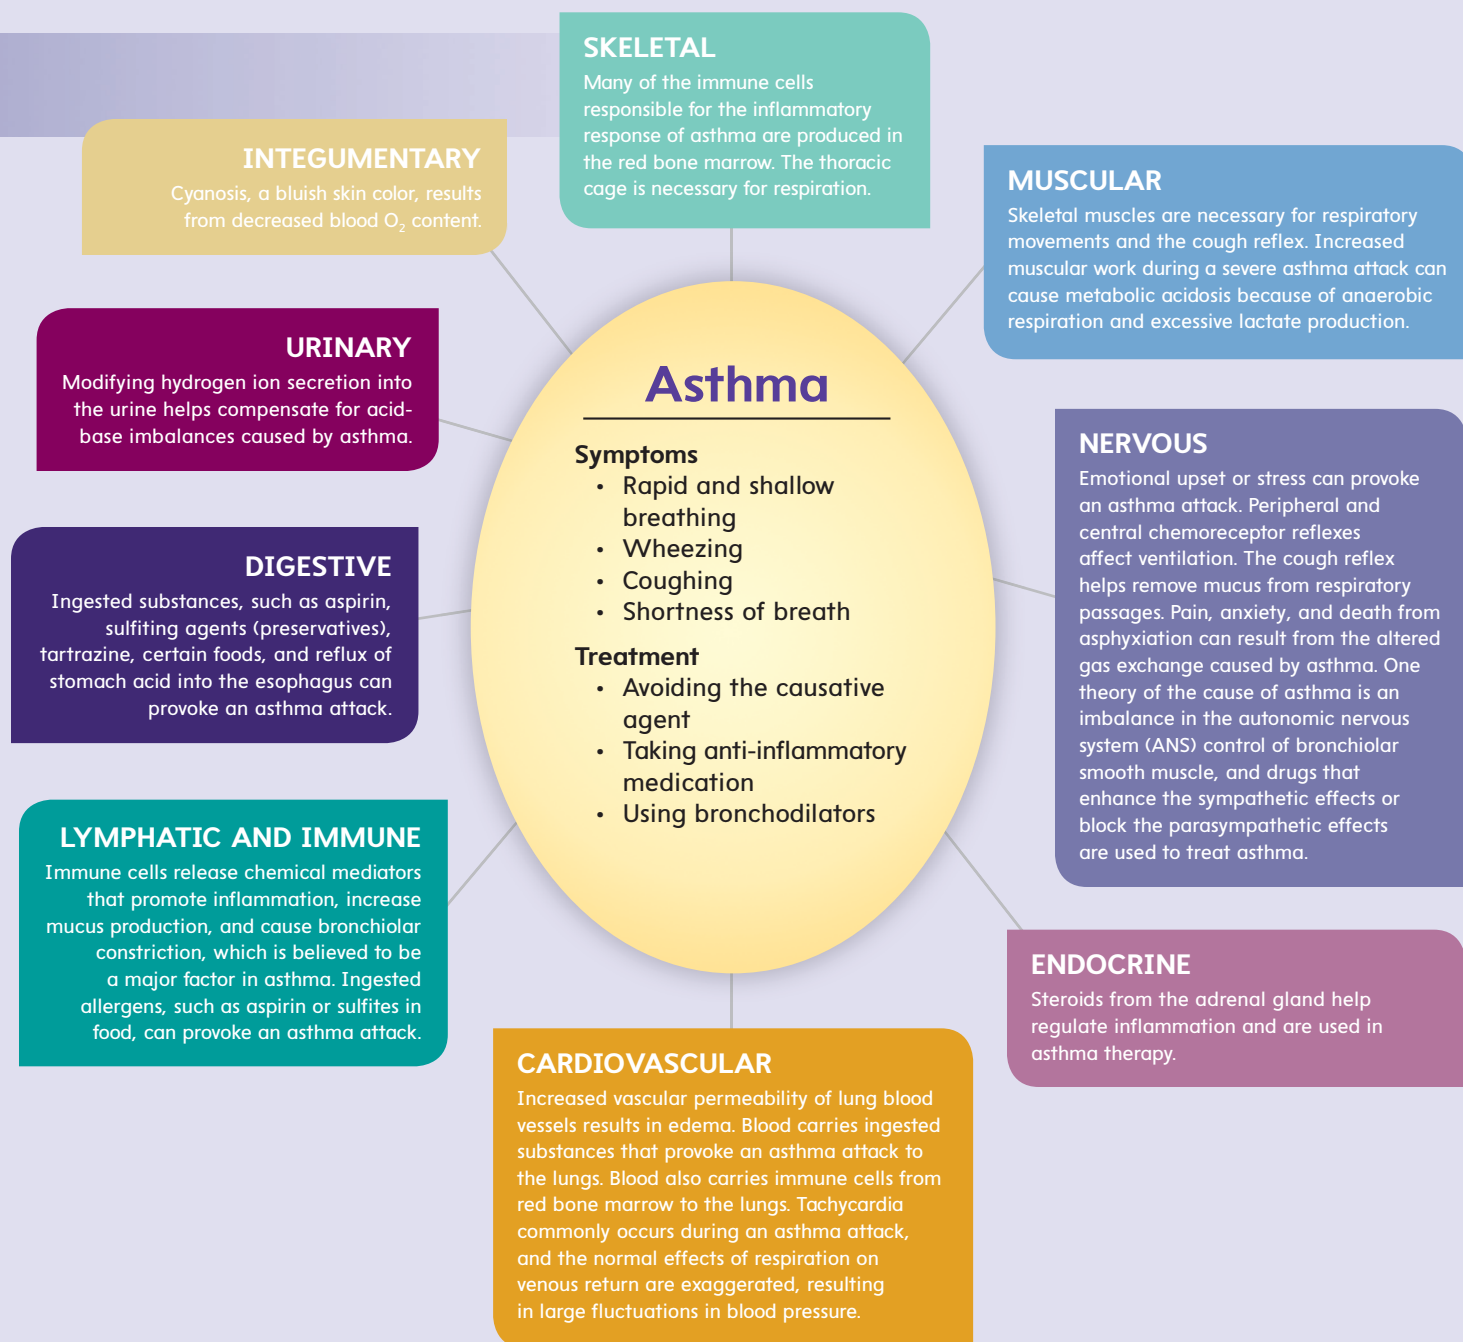 SKELETAL
Many of the immune cells
responsible for the inflammatory
response of asthma are produced in
the red bone marrow. The thoracic
cage is necessary for respiration.
INTEGUMENTARY
Cyanosis, a bluish skin color, results
from decreased blood O₂ content.
MUSCULAR
Skeletal muscles are necessary for respiratory
movements and the cough reflex. Increased
muscular work during a severe asthma attack can
cause metabolic acidosis because of anaerobic
respiration and excessive lactate production.
URINARY
Modifying hydrogen ion secretion into
the urine helps compensate for acid-
base imbalances caused by asthma.
Asthma
Symptoms
• Rapid and shallow
breathing
• Wheezing
• Coughing
• Shortness of breath
Treatment
• Avoiding the causative
agent
• Taking anti-inflammatory
medication
• Using bronchodilators
NERVOUS
Emotional upset or stress can provoke
an asthma attack. Peripheral and
central chemoreceptor reflexes
affect ventilation. The cough reflex
helps remove mucus from respiratory
passages. Pain, anxiety, and death from
asphyxiation can result from the altered
gas exchange caused by asthma. One
theory of the cause of asthma is an
imbalance in the autonomic nervous
system (ANS) control of bronchiolar
smooth muscle, and drugs that
enhance the sympathetic effects or
block the parasympathetic effects
are used to treat asthma.
DIGESTIVE
Ingested substances, such as aspirin,
sulfiting agents (preservatives),
tartrazine, certain foods, and reflux of
stomach acid into the esophagus can
provoke an asthma attack.
LYMPHATIC AND IMMUNE
Immune cells release chemical mediators
that promote inflammation, increase
mucus production, and cause bronchiolar
constriction, which is believed to be
a major factor in asthma. Ingested
allergens, such as aspirin or sulfites in
food, can provoke an asthma attack.
ENDOCRINE
Steroids from the adrenal gland help
regulate inflammation and are used in
asthma therapy.
CARDIOVASCULAR
Increased vascular permeability of lung blood
vessels results in edema. Blood carries ingested
substances that provoke an asthma attack to
the lungs. Blood also carries immune cells from
red bone marrow to the lungs. Tachycardia
commonly occurs during an asthma attack,
and the normal effects of respiration on
venous return are exaggerated, resulting
in large fluctuations in blood pressure.